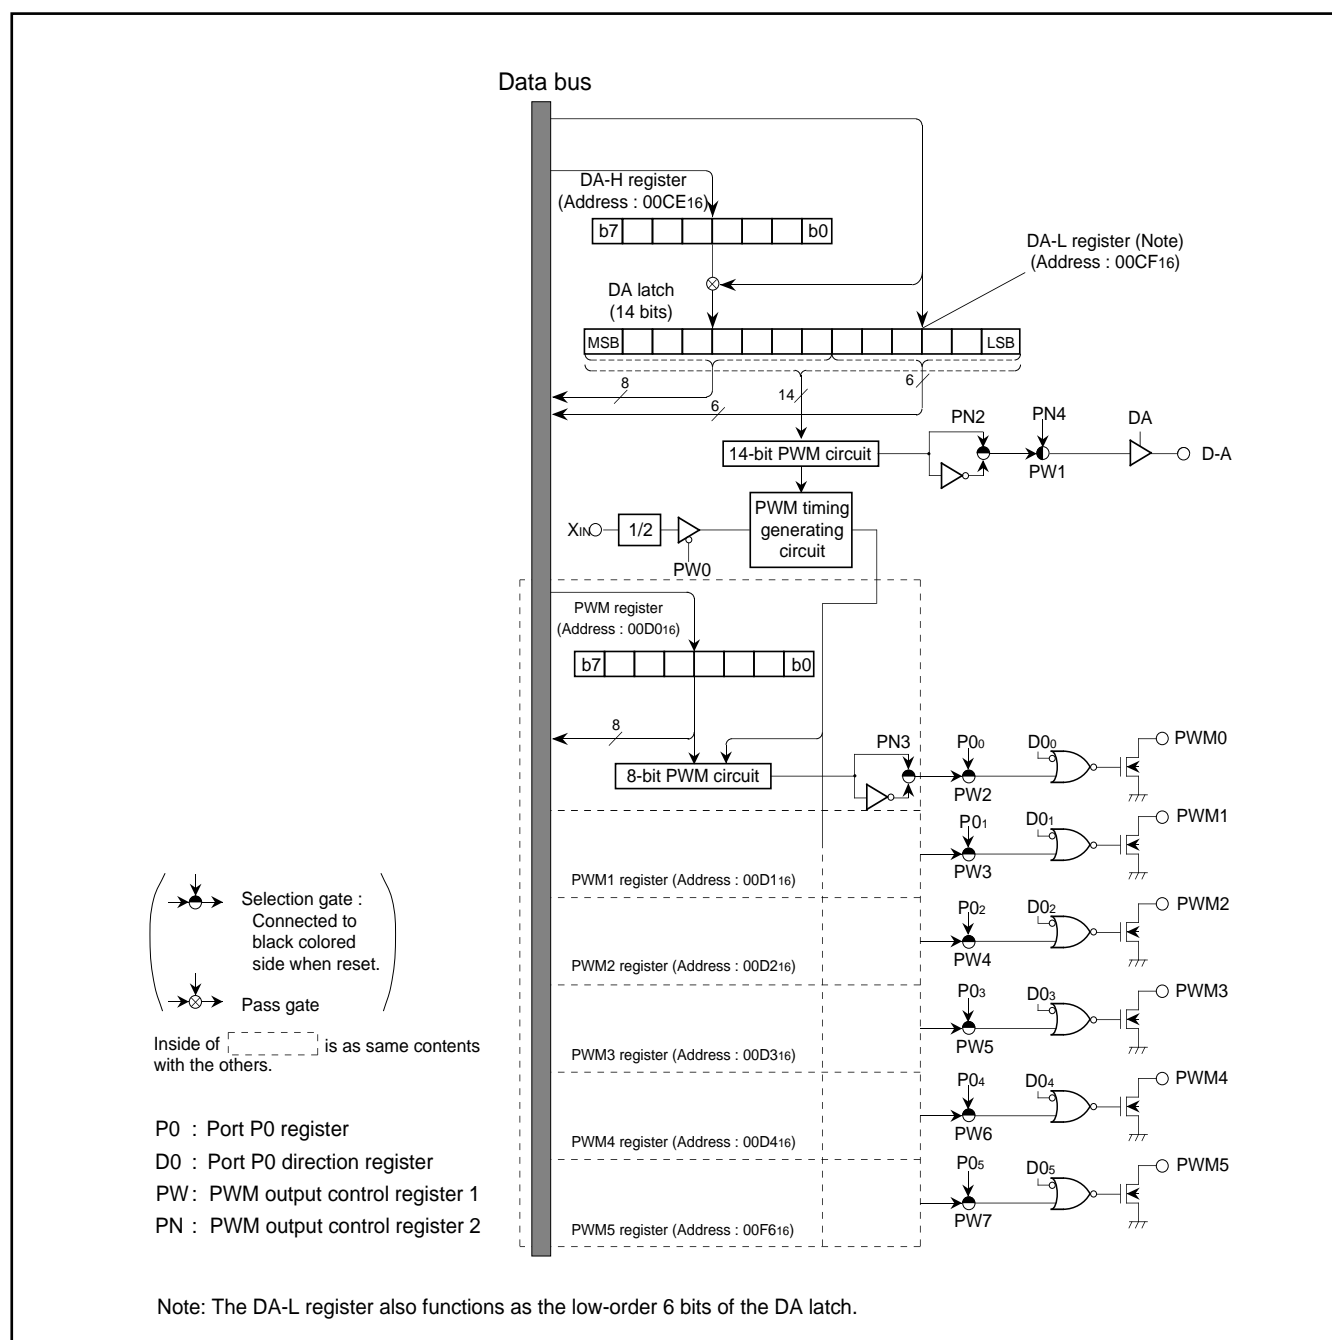 Data bus
DA-H register
(Address : 00CE16)
b7 b0
DA-L register (Note)
(Address : 00CF16)
DA latch
(14 bits)
MSB LSB
8
14
6
6
PN2
PN4
DA
14-bit PWM circuit
PW1
D-A
PWM timing
generating
circuit
XIN
1/2
PW0
PWM register
(Address : 00D016)
b7 b0
8
8-bit PWM circuit
PN3
P00
D00
PWM0
PW2
P01
D01
PWM1
PW3
PWM1 register (Address : 00D116)
P02
D02
PWM2
PW4
PWM2 register (Address : 00D216)
P03
D03
PWM3
PW5
PWM3 register (Address : 00D316)
P04
D04
PWM4
PW6
PWM4 register (Address : 00D416)
P05
D05
PWM5
PW7
PWM5 register (Address : 00F616)
Selection gate :
Connected to
black colored
side when reset.
Pass gate
Inside of is as same contents
with the others.
P0 : Port P0 register
D0 : Port P0 direction register
PW : PWM output control register 1
PN : PWM output control register 2
Note: The DA-L register also functions as the low-order 6 bits of the DA latch.